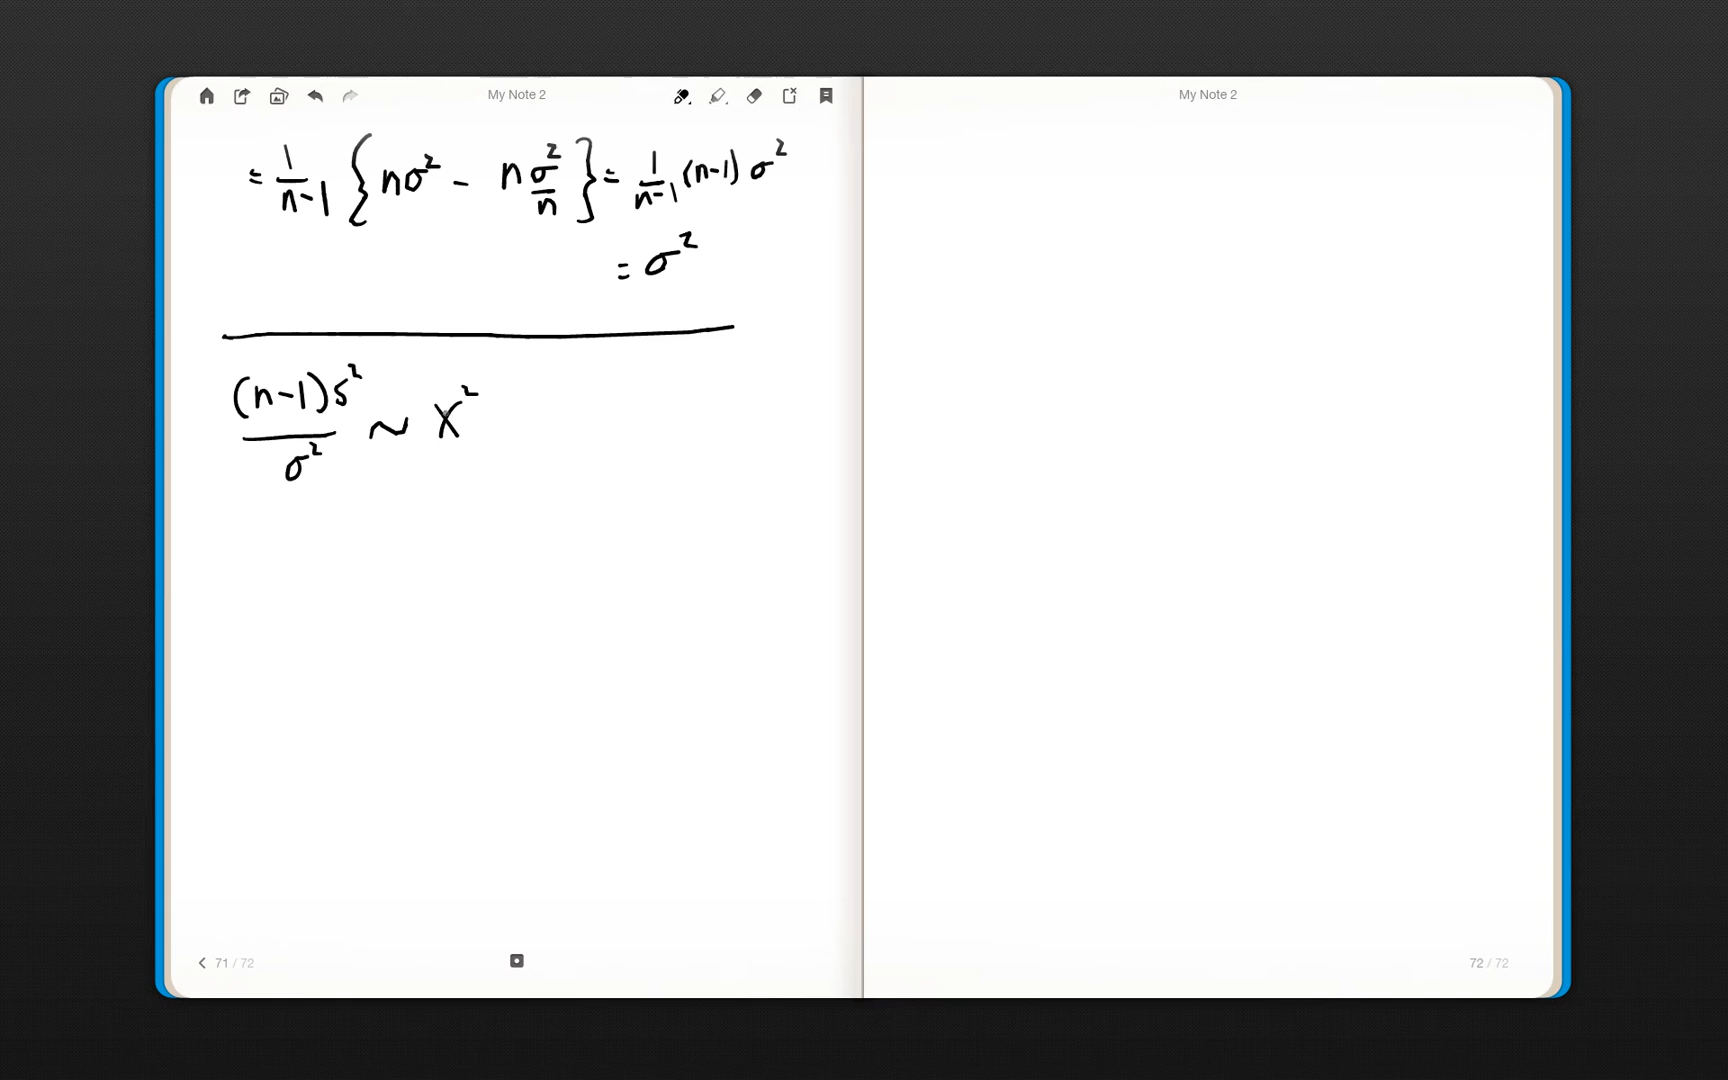 My Note 2
My Note 2
= 1/(n-1) { nσ² - n σ²/n } = 1/(n-1) (n-1) σ²
= σ²
(n-1)s²/σ² ~ X²
71 / 72
72 / 72